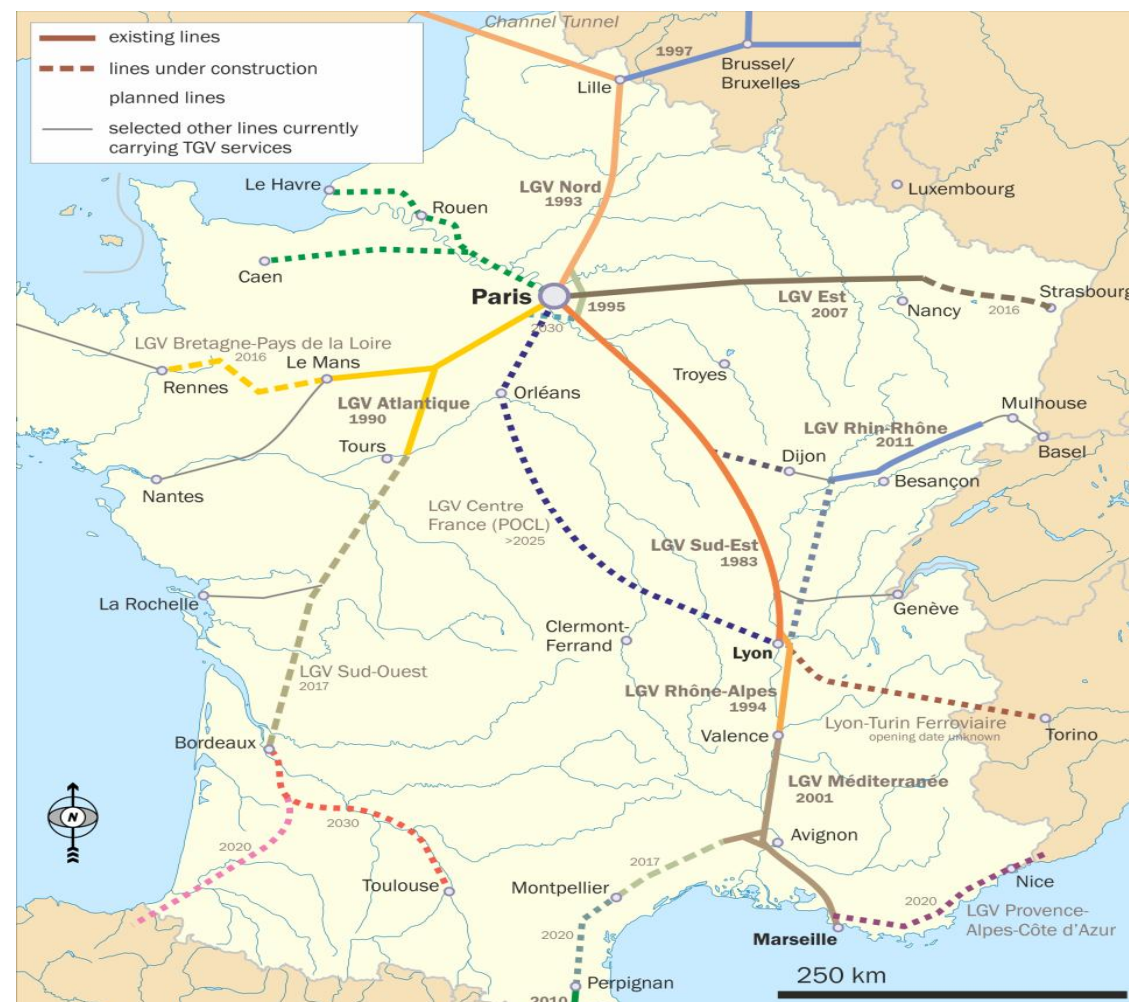 existing lines
lines under construction
planned lines
selected other lines currently
carrying TGV services
Channel Tunnel
1997
Brussel/
Bruxelles
Lille
Le Havre
Rouen
Caen
LGV Nord
1993
Luxembourg
Paris
1995
2030
LGV Est
2007
Nancy
2016
Strasbourg
LGV Bretagne-Pays de la Loire
2016
Le Mans
Rennes
LGV Atlantique
1990
Orléans
Troyes
Tours
Nantes
LGV Rhin-Rhône
2011
Mulhouse
Basel
Dijon
Besançon
LGV Centre
France (POCL)
>2025
LGV Sud-Est
1983
La Rochelle
Genève
Clermont-
Ferrand
Lyon
LGV Sud-Ouest
2017
LGV Rhône-Alpes
1994
Lyon-Turin Ferroviaire
opening date unknown
Torino
Bordeaux
Valence
LGV Méditerranée
2001
N
2030
2020
Avignon
Toulouse
2017
Montpellier
2020
Nice
2020
LGV Provence-
Alpes-Côte d'Azur
Marseille
Perpignan
2010
250 km